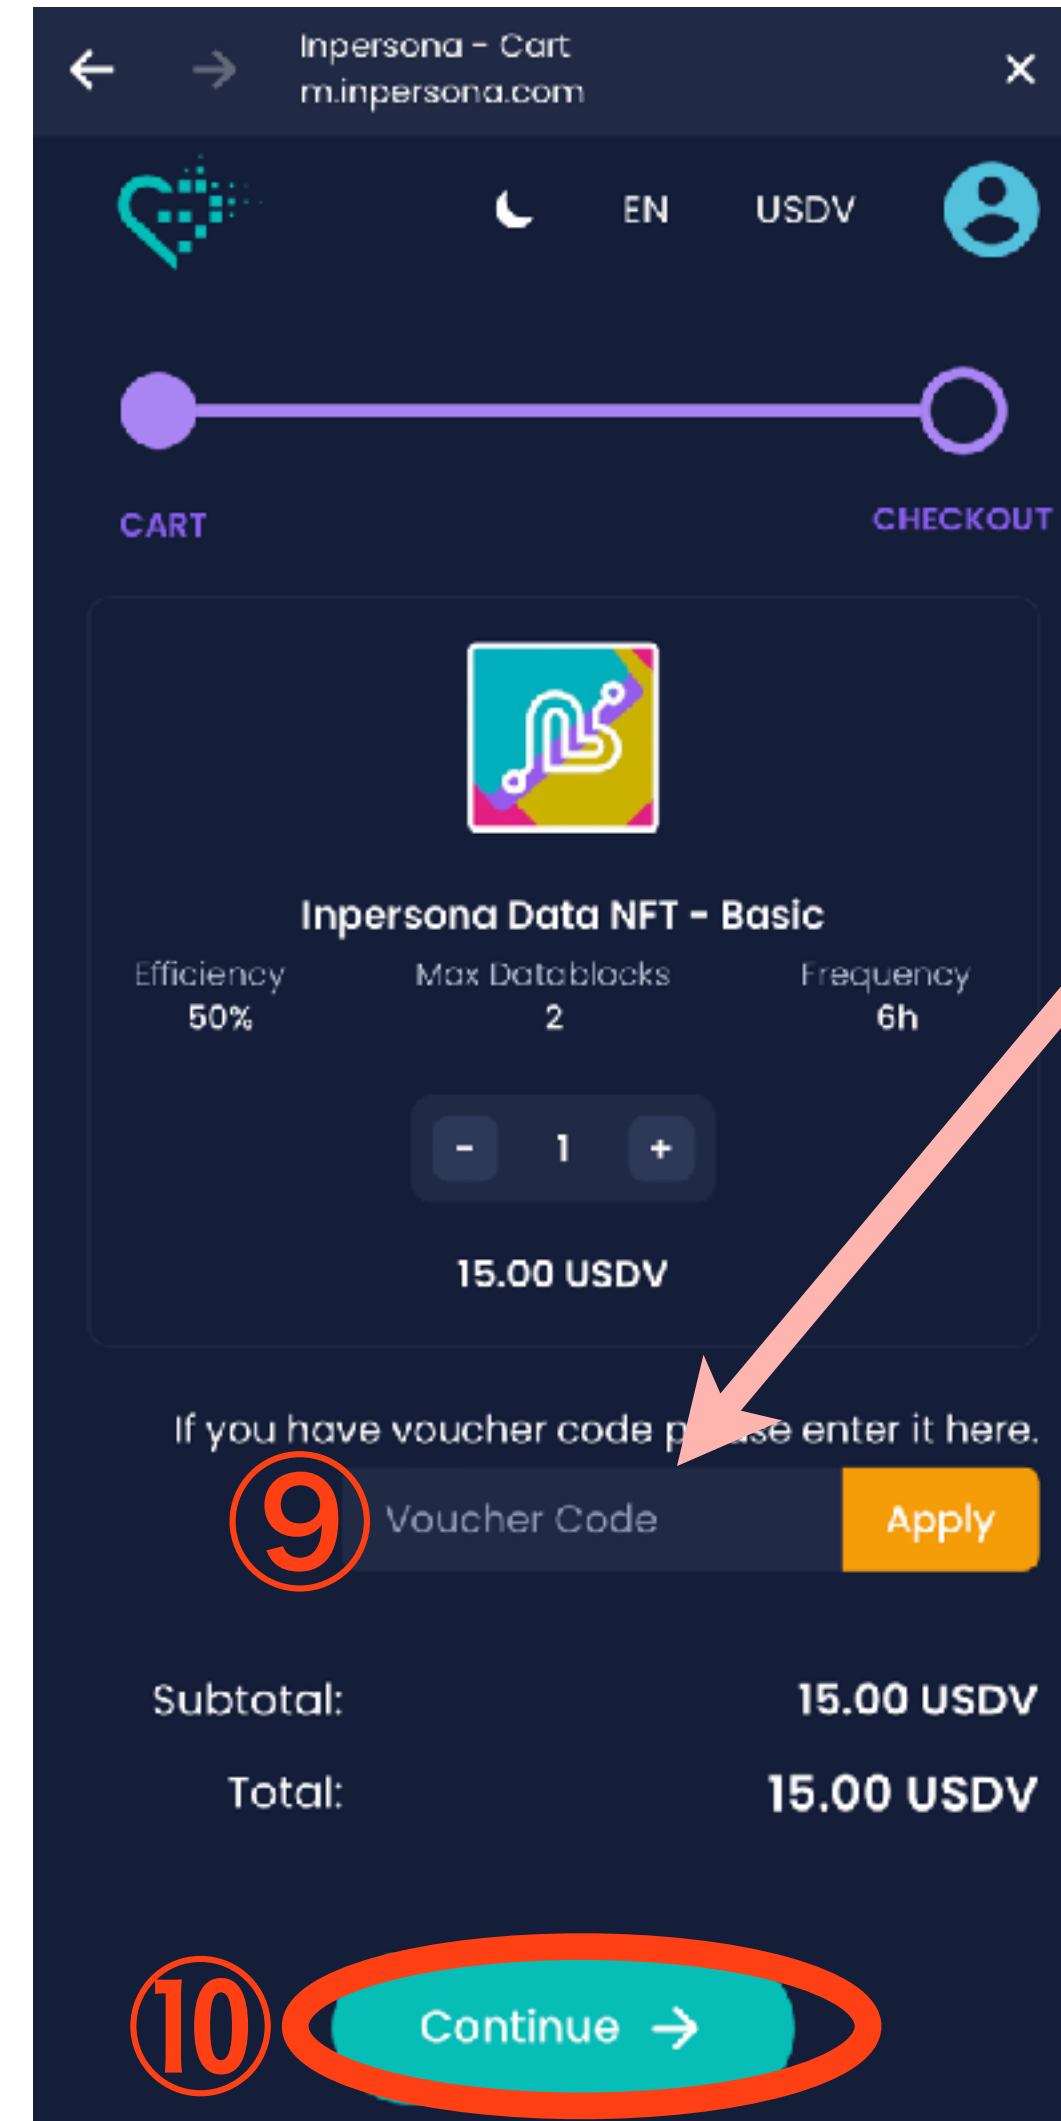 Inpersona - Cart
m.inpersona.com
EN USDV
CART CHECKOUT
Inpersona Data NFT - Basic
Efficiency Max Datablocks Frequency
50% 2 6h
- 1 +
15.00 USDV
If you have voucher code enter it here.
⑨ Voucher Code Apply
Subtotal: 15.00 USDV
Total: 15.00 USDV
⑩ Continue →